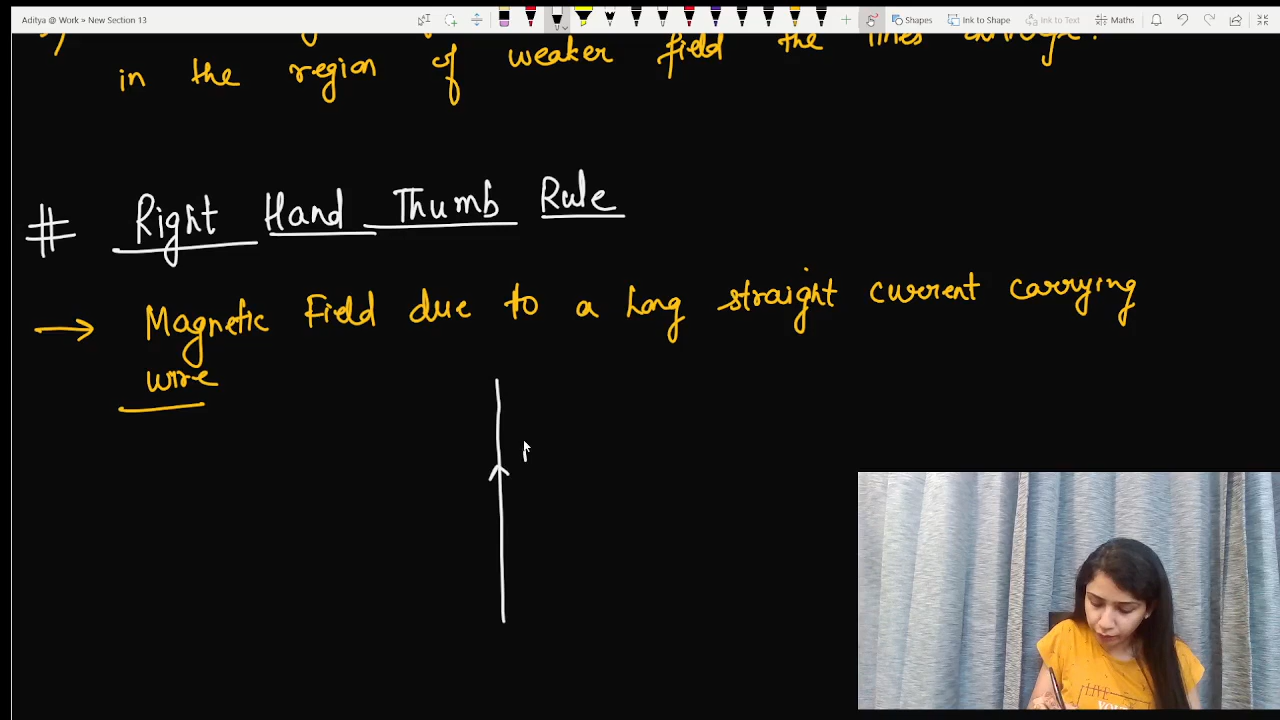 Aditya @ Work » New Section 13
Shapes
Ink to Shape
Ink to Text
Maths
in the region of weaker field the lines
# Right Hand Thumb Rule
→ Magnetic Field due to a long straight current carrying
wire
LIVE